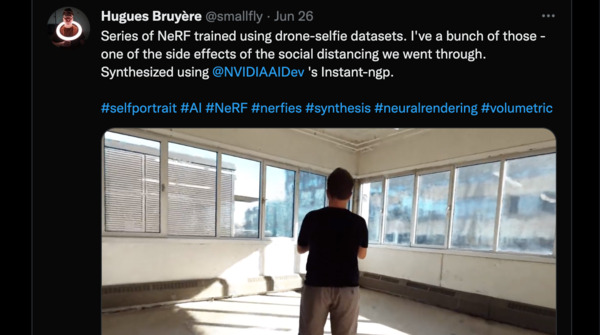 Hugues Bruyère @smallfly · Jun 26
Series of NeRF trained using drone-selfie datasets. I've a bunch of those -
one of the side effects of the social distancing we went through.
Synthesized using @NVIDIAAIDev 's Instant-ngp.
#selfportrait #AI #NeRF #nerfies #synthesis #neuralrendering #volumetric